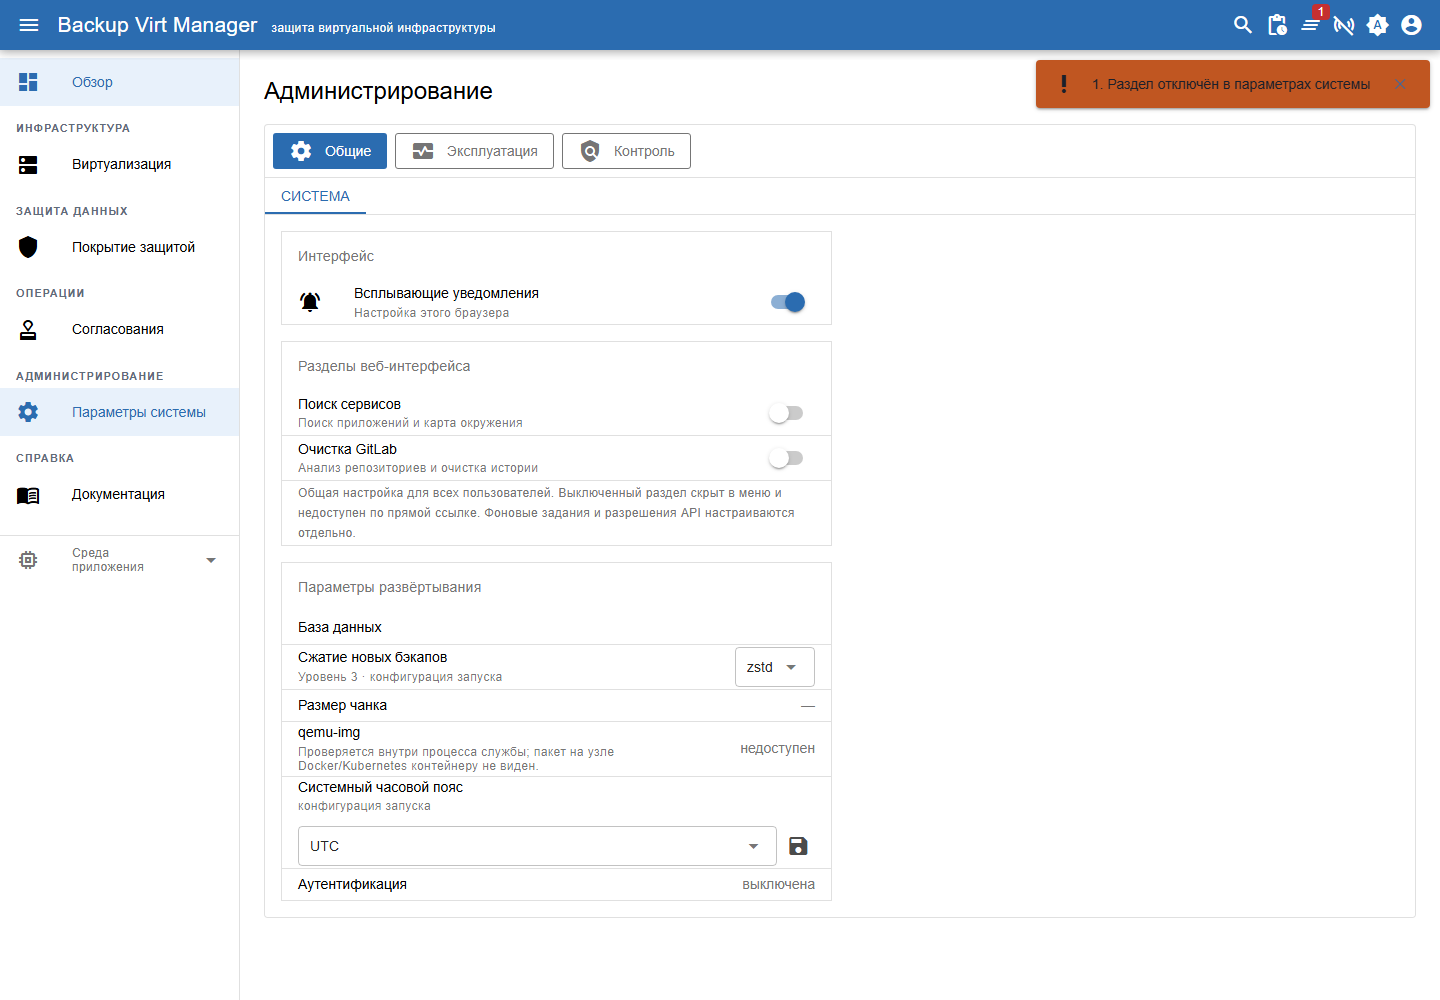 Backup Virt Manager защита виртуальной инфраструктуры
1
A
1. Раздел отключён в параметрах системы
Обзор
ИНФРАСТРУКТУРА
Виртуализация
ЗАЩИТА ДАННЫХ
Покрытие защитой
ОПЕРАЦИИ
Согласования
АДМИНИСТРИРОВАНИЕ
Параметры системы
СПРАВКА
Документация
Среда
приложения
Администрирование
Общие Эксплуатация Контроль
СИСТЕМА
Интерфейс
Всплывающие уведомления
Настройка этого браузера
Разделы веб-интерфейса
Поиск сервисов
Поиск приложений и карта окружения
Очистка GitLab
Анализ репозиториев и очистка истории
Общая настройка для всех пользователей. Выключенный раздел скрыт в меню и
недоступен по прямой ссылке. Фоновые задания и разрешения API настраиваются
отдельно.
Параметры развёртывания
База данных
Сжатие новых бэкапов
Уровень 3 · конфигурация запуска
zstd
Размер чанка —
qemu-img
Проверяется внутри процесса службы; пакет на узле
Docker/Kubernetes контейнеру не виден.
недоступен
Системный часовой пояс
конфигурация запуска
UTC
Аутентификация выключена